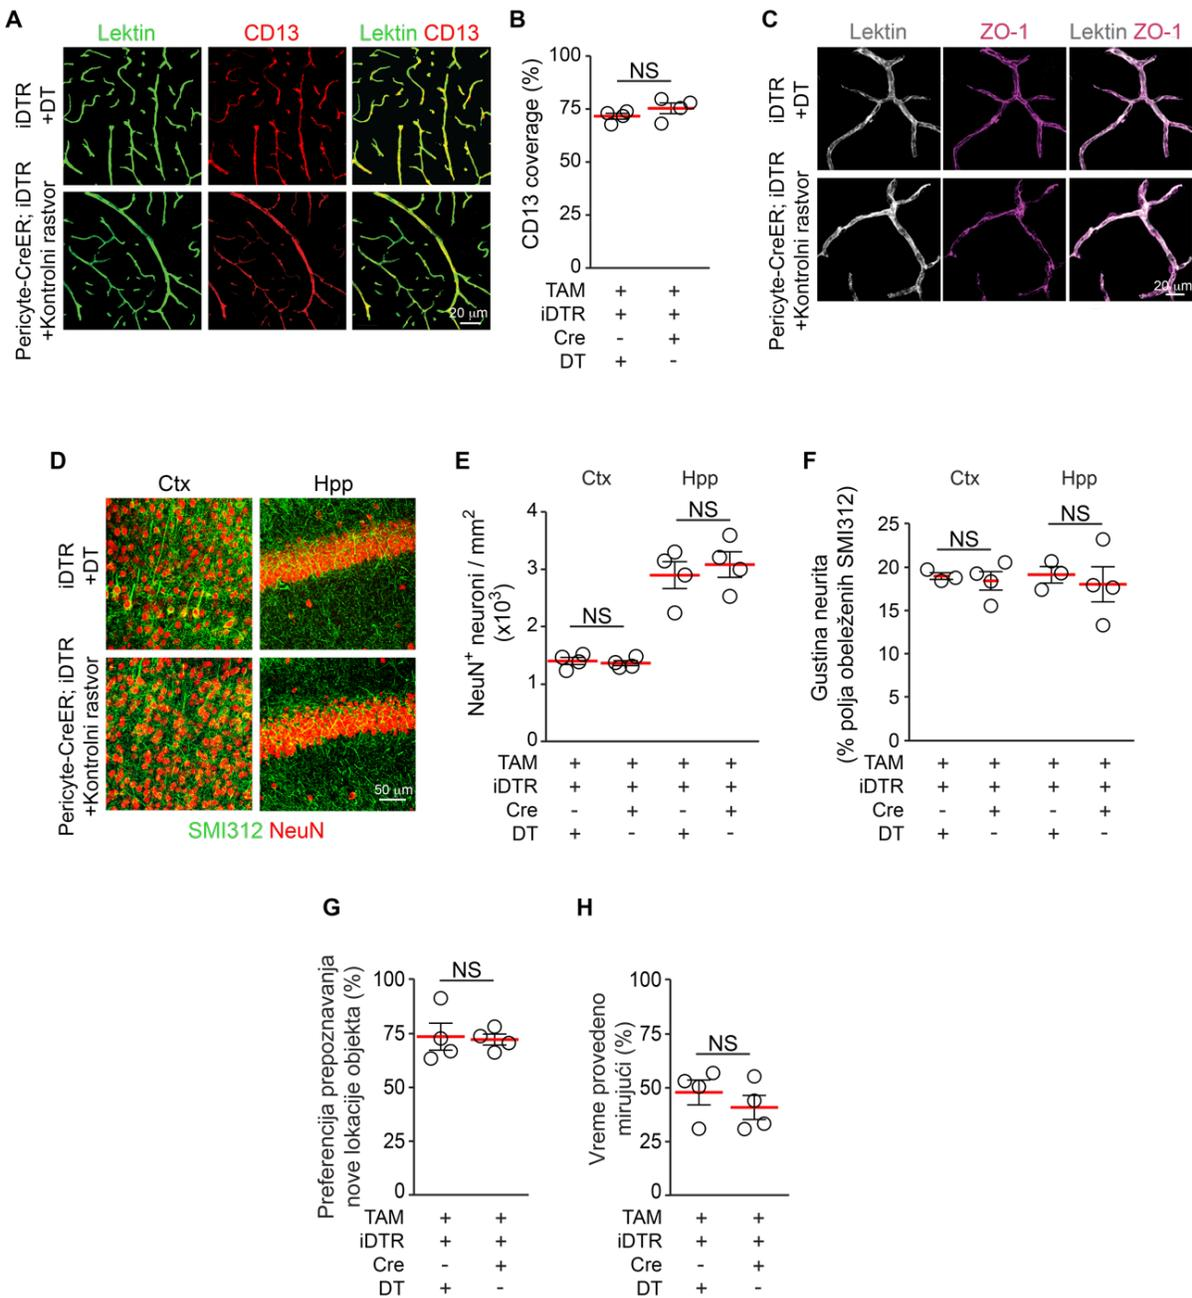 A
Lektin
CD13
Lektin CD13
iDTR
+DT
Pericyte-CreER; iDTR
+Kontrolni rastvor
20 µm
B
CD13 coverage (%)
100
75
50
25
0
NS
TAM + +
iDTR + +
Cre - +
DT + -
C
Lektin
ZO-1
Lektin ZO-1
iDTR
+DT
Pericyte-CreER; iDTR
+Kontrolni rastvor
20 µm
D
Ctx
Hpp
iDTR
+DT
Pericyte-CreER; iDTR
+Kontrolni rastvor
50 µm
SMI312 NeuN
E
Ctx
Hpp
NeuN+ neuroni / mm2
(x103)
4
3
2
1
0
NS
NS
TAM + + + +
iDTR + + + +
Cre - + - +
DT + - + -
F
Ctx
Hpp
Gustina neurita
(% polja obeleženih SMI312)
25
20
15
10
5
0
NS
NS
TAM + + + +
iDTR + + + +
Cre - + - +
DT + - + -
G
Preferencija prepoznavanja
nove lokacije objekta (%)
100
75
50
25
0
NS
TAM + +
iDTR + +
Cre - +
DT + -
H
Vreme provedeno
mirujući (%)
100
75
50
25
0
NS
TAM + +
iDTR + +
Cre - +
DT + -